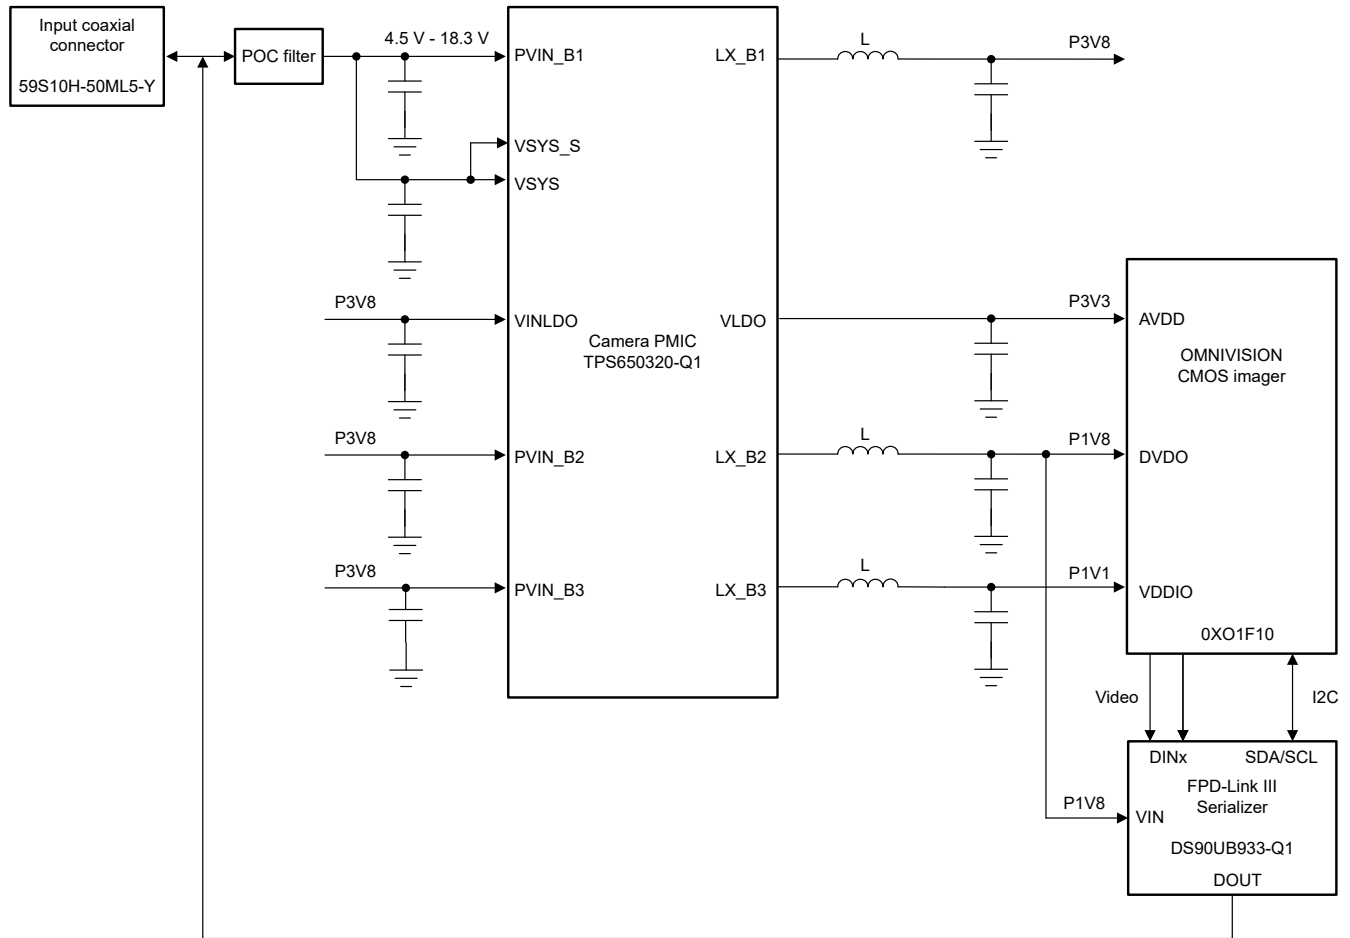 Input coaxial
connector
59S10H-50ML5-Y
POC filter
4.5 V - 18.3 V
PVIN_B1
LX_B1
L
P3V8
VSYS_S
VSYS
P3V8
VINLDO
Camera PMIC
TPS650320-Q1
VLDO
P3V3
AVDD
OMNIVISION
CMOS imager
P3V8
PVIN_B2
LX_B2
L
P1V8
DVDO
P3V8
PVIN_B3
LX_B3
L
P1V1
VDDIO
0XO1F10
Video
I2C
DINx
SDA/SCL
FPD-Link III
Serializer
P1V8
VIN
DS90UB933-Q1
DOUT